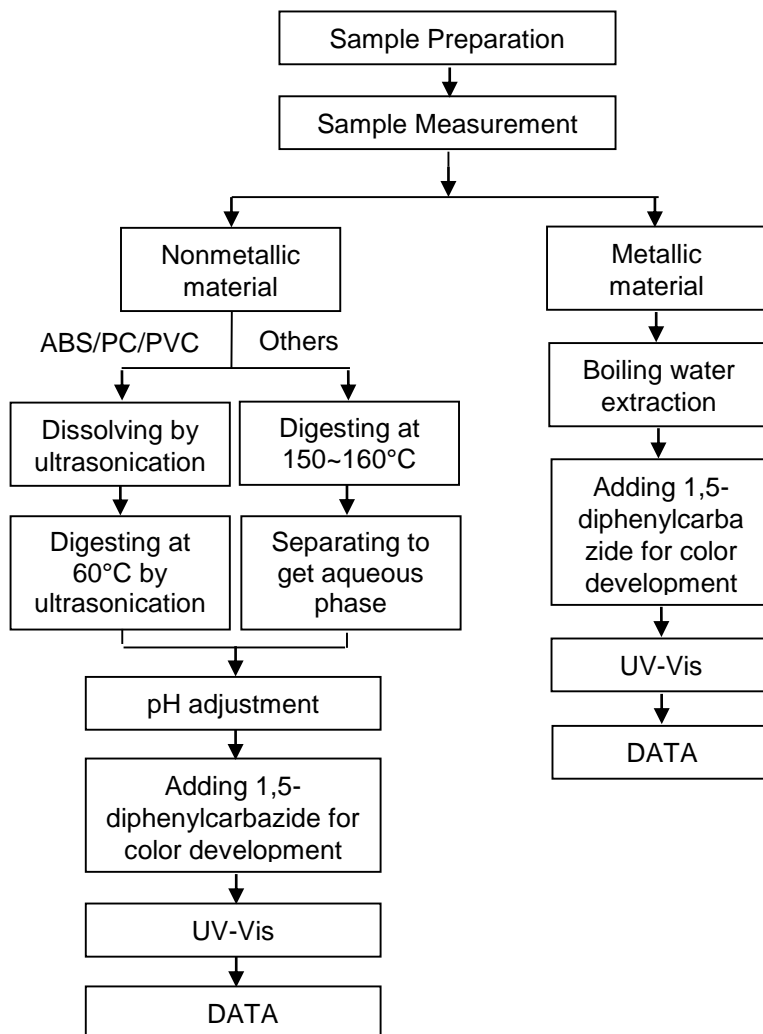 Sample Preparation
Sample Measurement
Nonmetallic
material
Metallic
material
ABS/PC/PVC
Others
Boiling water
extraction
Dissolving by
ultrasonication
Digesting at
150~160°C
Adding 1,5-
diphenylcarba
zide for color
development
Digesting at
60°C by
ultrasonication
Separating to
get aqueous
phase
UV-Vis
pH adjustment
DATA
Adding 1,5-
diphenylcarbazide for
color development
UV-Vis
DATA